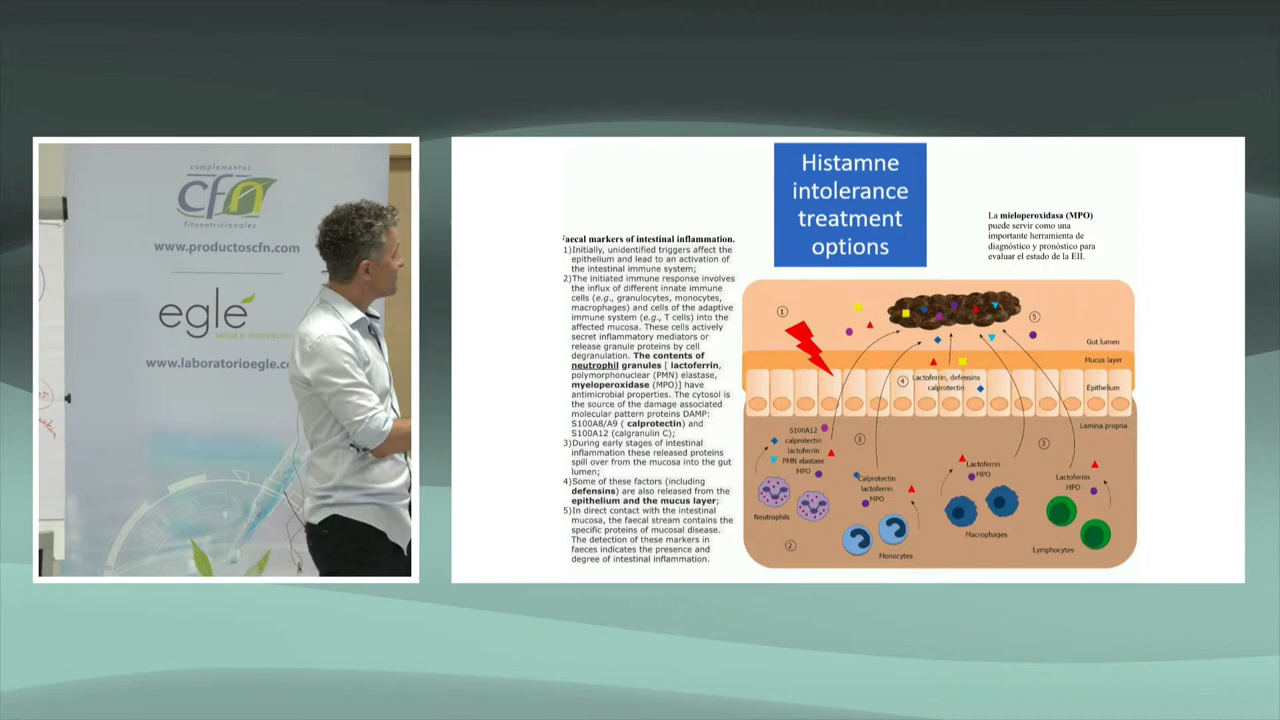 complementos
cfn
fitonutricionales
www.productoscfn.com
eglé
salud e innovación
www.laboratorioegle.c
Histamne
intolerance
treatment
options
La mieloperoxidasa (MPO)
puede servir como una
importante herramienta de
diagnóstico y pronóstico para
evaluar el estado de la EII.
aecal markers of intestinal inflammation.
1)Initially, unidentified triggers affect the
epithelium and lead to an activation of
the intestinal immune system;
2)The initiated immune response involves
the influx of different innate immune
cells (e.g., granulocytes, monocytes,
macrophages) and cells of the adaptive
immune system (e.g., T cells) into the
affected mucosa. These cells actively
secret inflammatory mediators or
release granule proteins by cell
degranulation. The contents of
neutrophil granules [ lactoferrin,
polymorphonuclear (PMN) elastase,
myeloperoxidase (MPO)] have
antimicrobial properties. The cytosol is
the source of the damage associated
molecular pattern proteins DAMP:
S100A8/A9 ( calprotectin) and
S100A12 (calgranulin C);
3)During early stages of intestinal
inflammation these released proteins
spill over from the mucosa into the gut
lumen;
4)Some of these factors (including
defensins) are also released from the
epithelium and the mucus layer;
5)In direct contact with the intestinal
mucosa, the faecal stream contains the
specific proteins of mucosal disease.
The detection of these markers in
faeces indicates the presence and
degree of intestinal inflammation.
1
5
Gut lumen
Mucus layer
4 Lactoferrin, defensins
calprotectin
Epithelium
Lamina propria
S100A12
calprotectin
lactoferrin
PMN elastase
MPO
3
3
Calprotectin
lactoferrin
MPO
Lactoferrin
MPO
Lactoferrin
MPO
Neutrophils
2
Monocytes
Macrophages
Lymphocytes